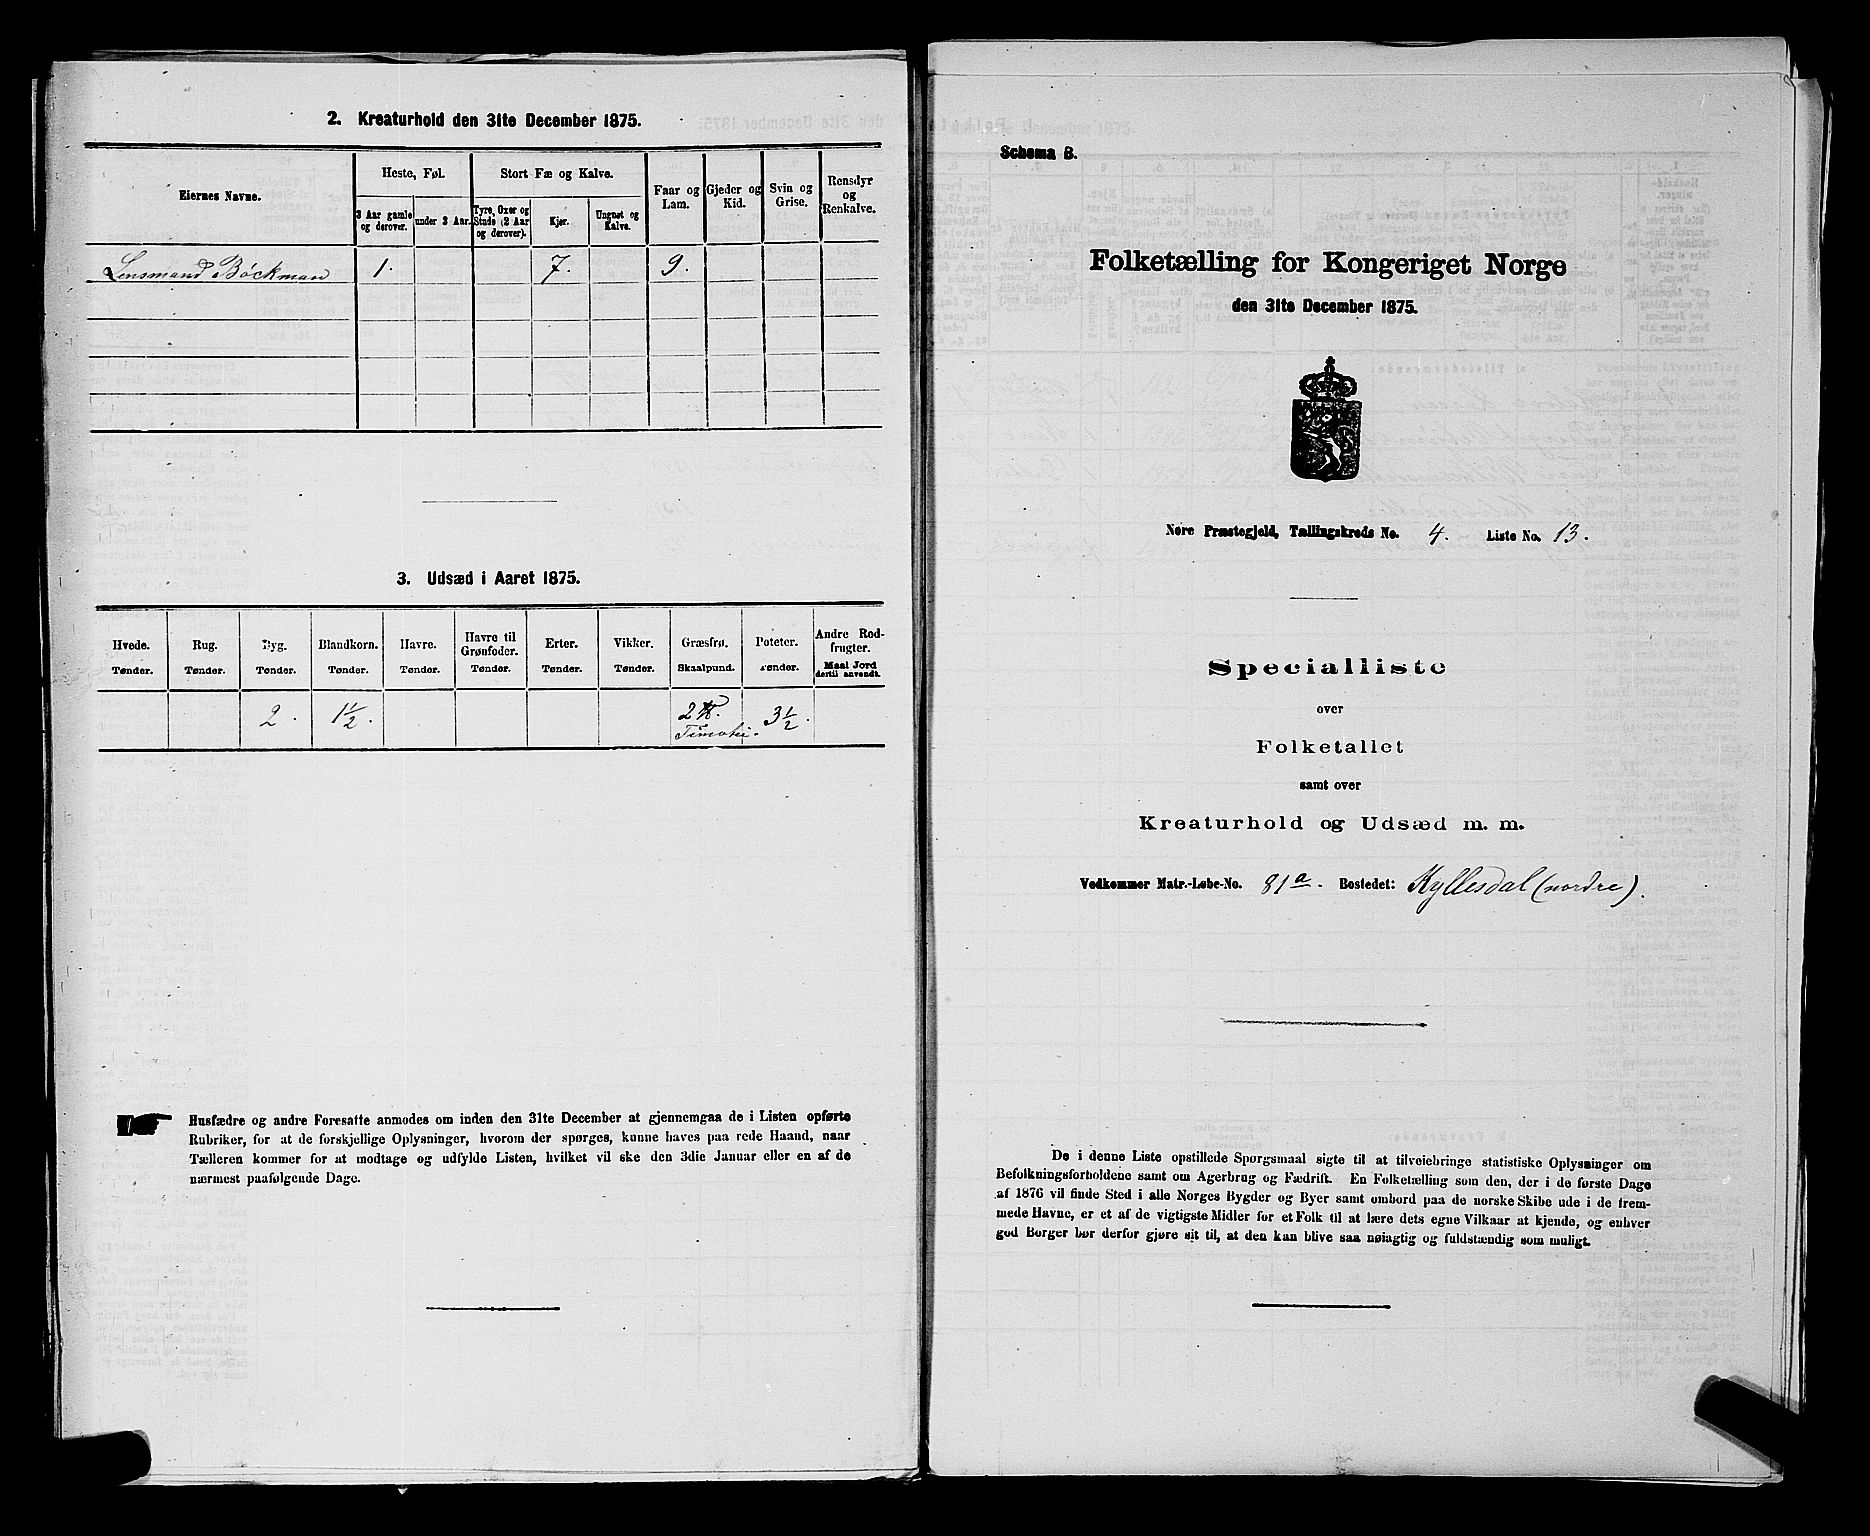 2. Kreaturhold den 31te December 1875.
Eiernes Navne.
Heste, Føl.
Stort Fæ og Kalve.
Faar og Lam.
Gjeder og Kid.
Svin og Grise.
Rensdyr og Renkalve.
3 Aar gamle og derover.
under 3 Aar.
Tyre, Oxer og Stude (2 Aar og derover).
Kjør.
Ungnøt og Kalve.
Lensmand Böckman 1. 7. 9.
3. Udsæd i Aaret 1875.
Hvede. Rug. Byg. Blandkorn. Havre. Havre til Grønfoder. Erter. Vikker. Græsfrø. Poteter. Andre Rodfrugter.
Tønder. Tønder. Tønder. Tønder. Tønder. Tønder. Tønder. Tønder. Skaalpund. Tønder. Maal Jord dertil anvendt.
2. 1½. 2 ℔. Timothei. 3½.
Husfædre og andre Foresatte anmodes om inden den 31te December at gjennemgaa de i Listen opførte
Rubriker, for at de forskjellige Oplysninger, hvorom der spørges, kunne haves paa rede Haand, naar
Tælleren kommer for at modtage og udfylde Listen, hvilket vil ske den 3die Januar eller en af de
nærmest paafølgende Dage.
Schema B.
Folketælling for Kongeriget Norge
den 31te December 1875.
Nore Præstegjeld, Tællingskreds No. 4. Liste No. 13.
Specialliste
over
Folketallet
samt over
Kreaturhold og Udsæd m. m.
Vedkommer Matr.-Løbe-No. 81a. Bostedet: Kyllesdal (nordre).
De i denne Liste opstillede Spørgsmaal sigte til at tilveiebringe statistiske Oplysninger om
Befolkningsforholdene samt om Agerbrug og Fædrift. En Folketælling som den, der i de første Dage
af 1876 vil finde Sted i alle Norges Bygder og Byer samt ombord paa de norske Skibe ude i de frem-
mede Havne, er et af de vigtigste Midler for et Folk til at lære dets egne Vilkaar at kjende, og enhver
god Borger bør derfor gjøre sit til, at den kan blive saa nøiagtig og fuldstændig som muligt.